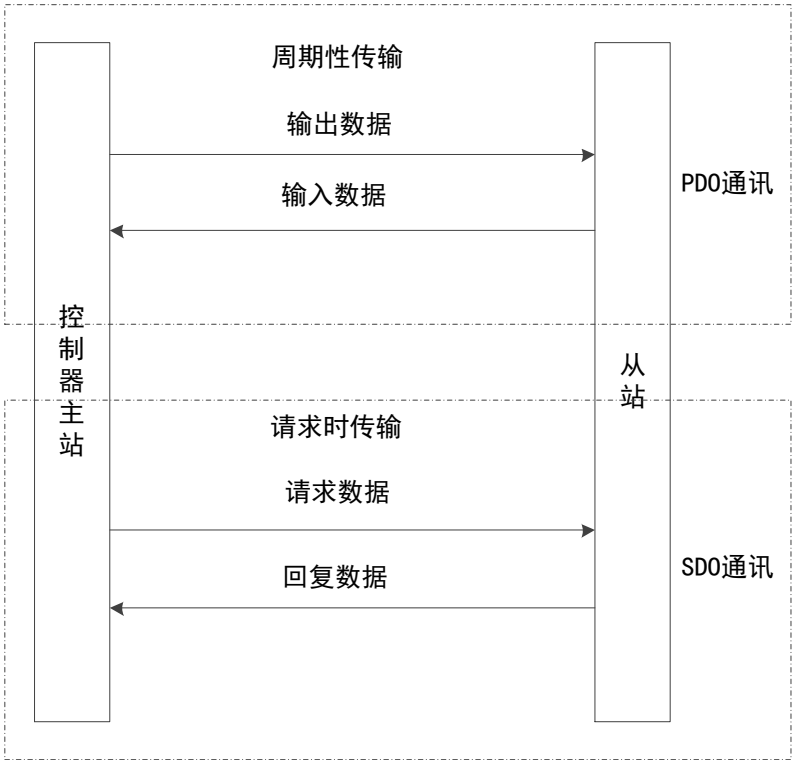 周期性传输
输出数据
输入数据
PDO通讯
控制器主站
从站
请求时传输
请求数据
回复数据
SDO通讯